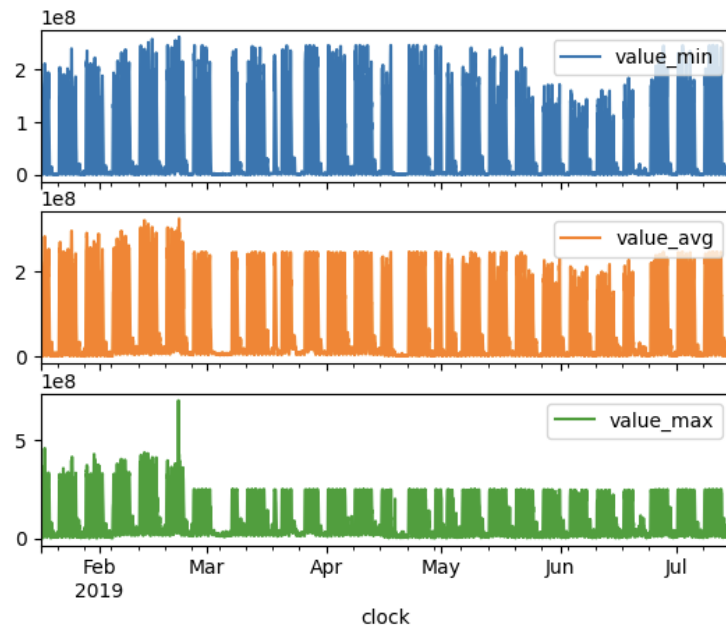 1e8
value_min
2
1
0
1e8
value_avg
2
0
1e8
value_max
5
0
Feb Mar Apr May Jun Jul
2019
clock